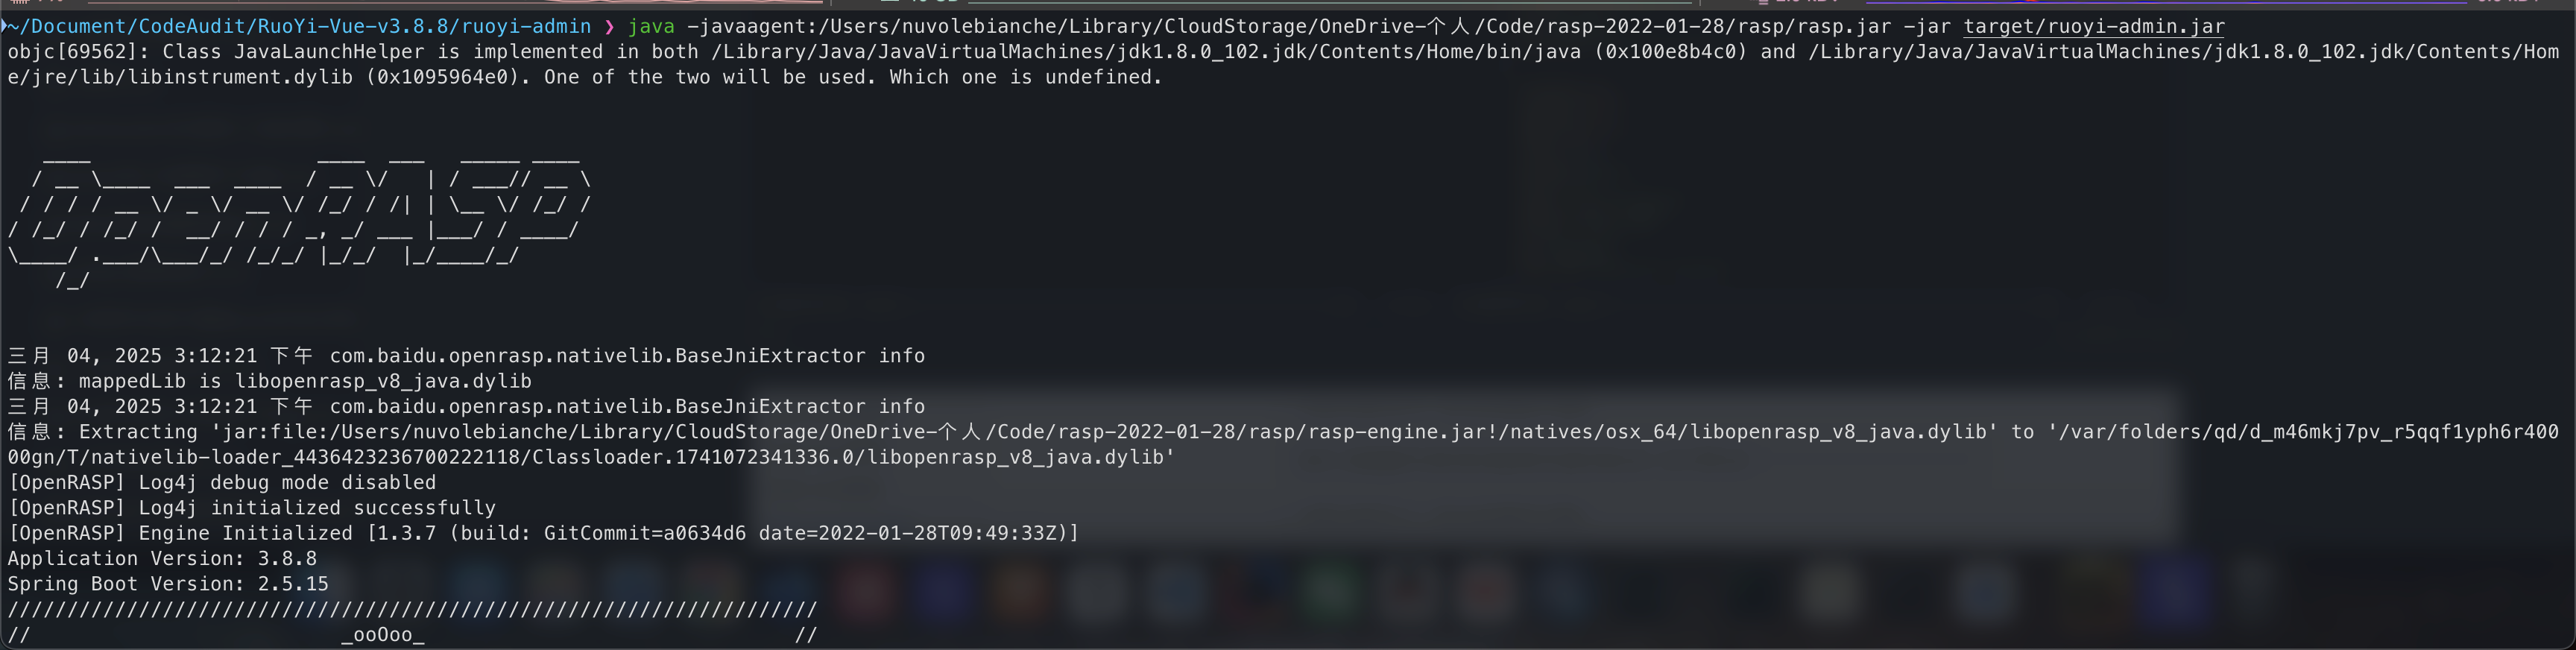 ~/Document/CodeAudit/RuoYi-Vue-v3.8.8/ruoyi-admin ❯ java -javaagent:/Users/nuvolebianche/Library/CloudStorage/OneDrive-个人/Code/rasp-2022-01-28/rasp/rasp.jar -jar target/ruoyi-admin.jar
objc[69562]: Class JavaLaunchHelper is implemented in both /Library/Java/JavaVirtualMachines/jdk1.8.0_102.jdk/Contents/Home/bin/java (0x100e8b4c0) and /Library/Java/JavaVirtualMachines/jdk1.8.0_102.jdk/Contents/Hom
e/jre/lib/libinstrument.dylib (0x1095964e0). One of the two will be used. Which one is undefined.
OpenRASP
三月 04, 2025 3:12:21 下午 com.baidu.openrasp.nativelib.BaseJniExtractor info
信息: mappedLib is libopenrasp_v8_java.dylib
三月 04, 2025 3:12:21 下午 com.baidu.openrasp.nativelib.BaseJniExtractor info
信息: Extracting 'jar:file:/Users/nuvolebianche/Library/CloudStorage/OneDrive-个人/Code/rasp-2022-01-28/rasp/rasp-engine.jar!/natives/osx_64/libopenrasp_v8_java.dylib' to '/var/folders/qd/d_m46mkj7pv_r5qqf1yph6r400
00gn/T/nativelib-loader_4436423236700222118/Classloader.1741072341336.0/libopenrasp_v8_java.dylib'
[OpenRASP] Log4j debug mode disabled
[OpenRASP] Log4j initialized successfully
[OpenRASP] Engine Initialized [1.3.7 (build: GitCommit=a0634d6 date=2022-01-28T09:49:33Z)]
Application Version: 3.8.8
Spring Boot Version: 2.5.15
////////////////////////////////////////////////////////////////////
//                          _ooOoo_                               //